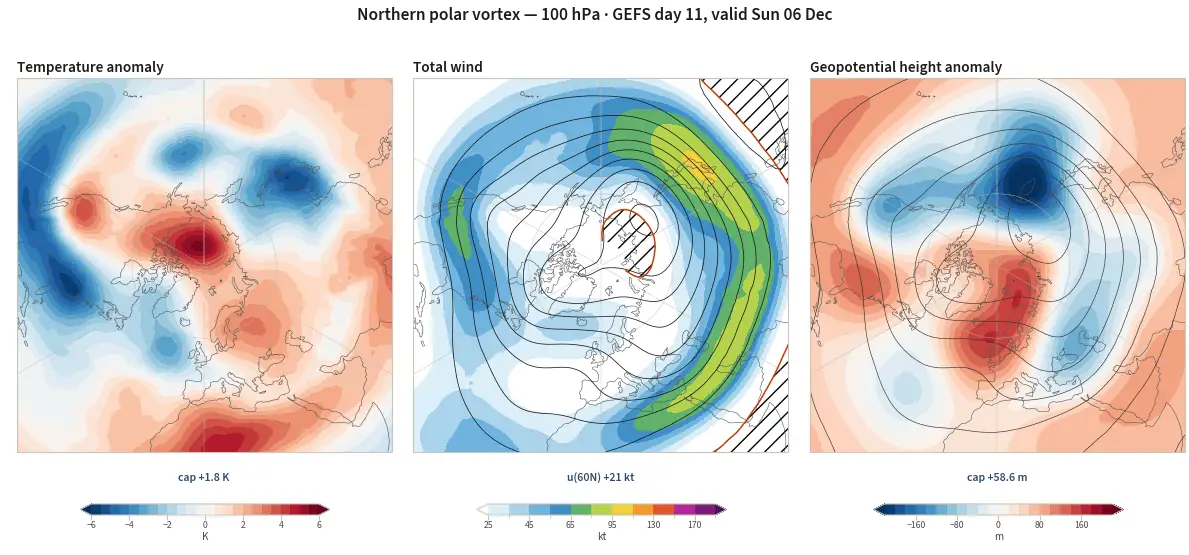 Northern polar vortex — 100 hPa · GEFS day 11, valid Sun 06 Dec
Temperature anomaly
Total wind
Geopotential height anomaly
cap +1.8 K
u(60N) +21 kt
cap +58.6 m
−6 −4 −2 0 2 4 6
K
25 45 65 95 130 170
kt
−160 −80 0 80 160
m